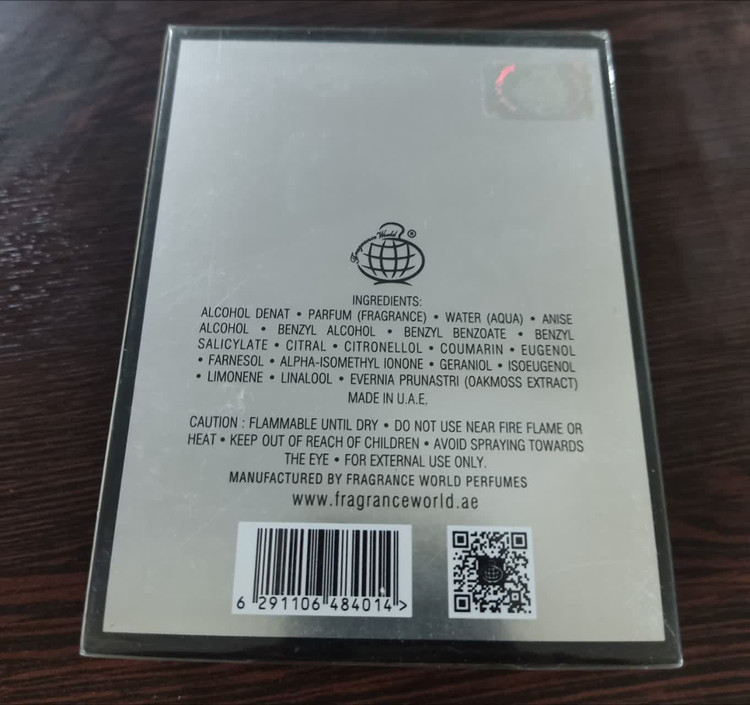 Fragrance World ®
INGREDIENTS:
ALCOHOL DENAT • PARFUM (FRAGRANCE) • WATER (AQUA) • ANISE
ALCOHOL • BENZYL ALCOHOL • BENZYL BENZOATE • BENZYL
SALICYLATE • CITRAL • CITRONELLOL • COUMARIN • EUGENOL
• FARNESOL • ALPHA-ISOMETHYL IONONE • GERANIOL • ISOEUGENOL
• LIMONENE • LINALOOL • EVERNIA PRUNASTRI (OAKMOSS EXTRACT)
MADE IN U.A.E.
CAUTION : FLAMMABLE UNTIL DRY • DO NOT USE NEAR FIRE FLAME OR
HEAT • KEEP OUT OF REACH OF CHILDREN • AVOID SPRAYING TOWARDS
THE EYE • FOR EXTERNAL USE ONLY.
MANUFACTURED BY FRAGRANCE WORLD PERFUMES
www.fragranceworld.ae
6 291106 484014 >